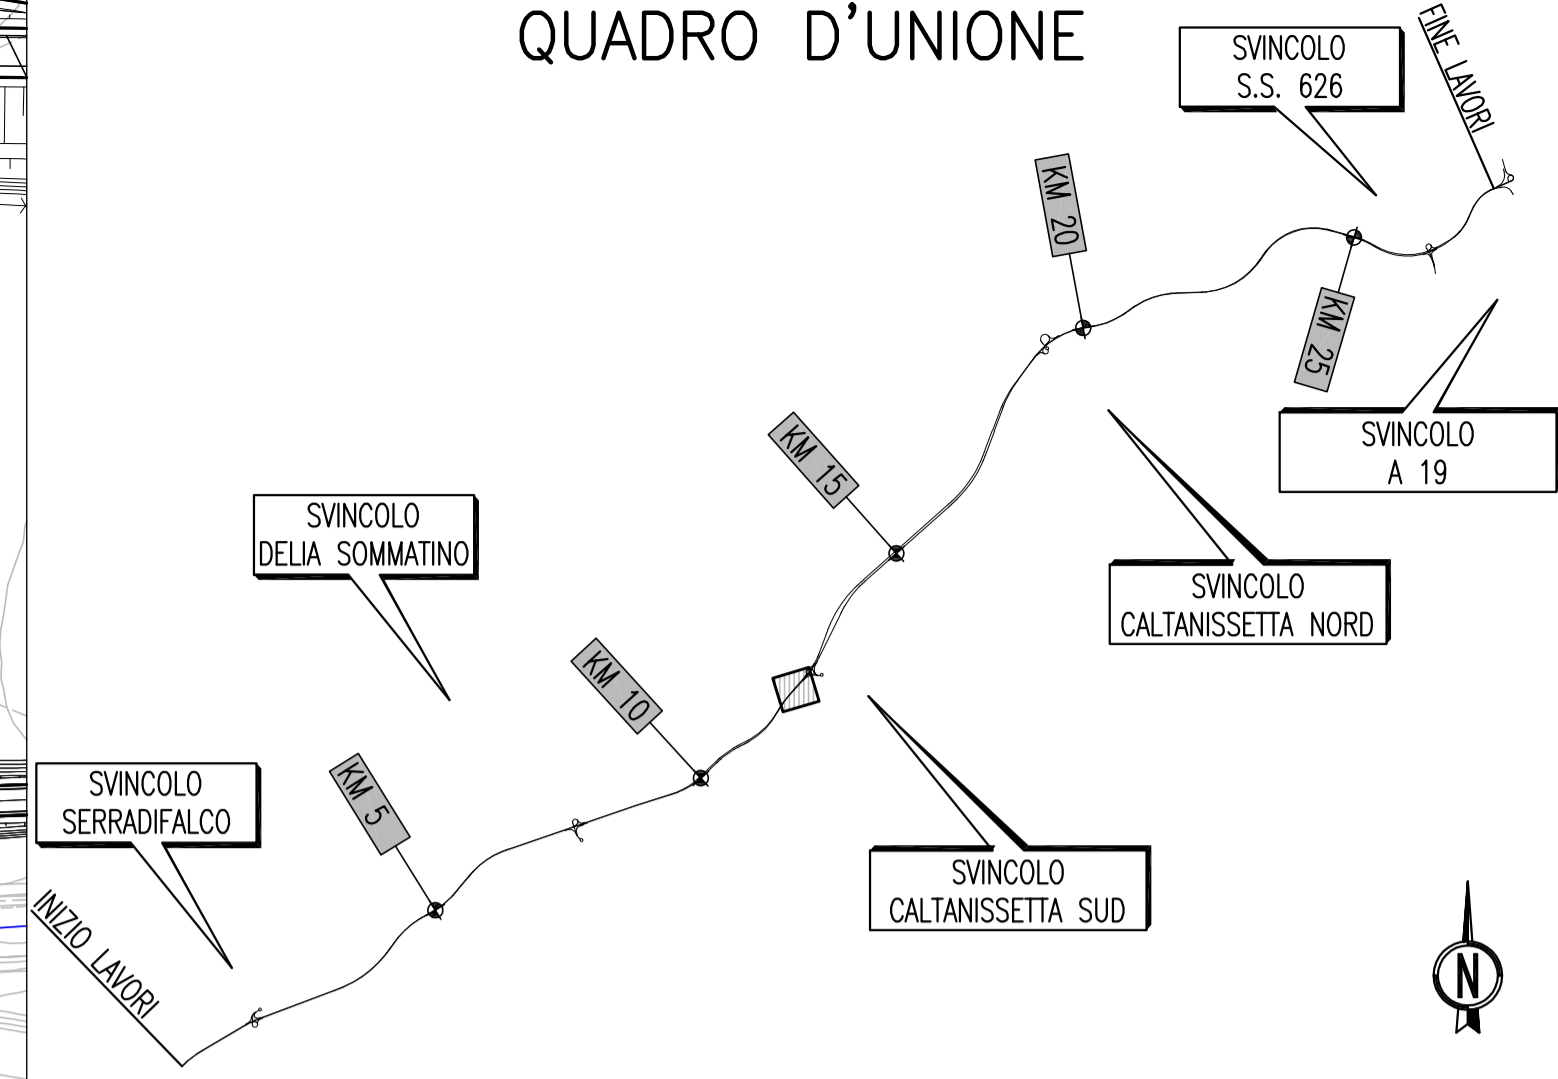 QUADRO D'UNIONE
SVINCOLO
S.S. 626
FINE LAVORI
KM 20
KM 25
SVINCOLO
A 19
KM 15
SVINCOLO
DELIA SOMMATINO
SVINCOLO
CALTANISSETTA NORD
KM 10
KM 5
SVINCOLO
SERRADIFALCO
SVINCOLO
CALTANISSETTA SUD
INIZIO LAVORI
N